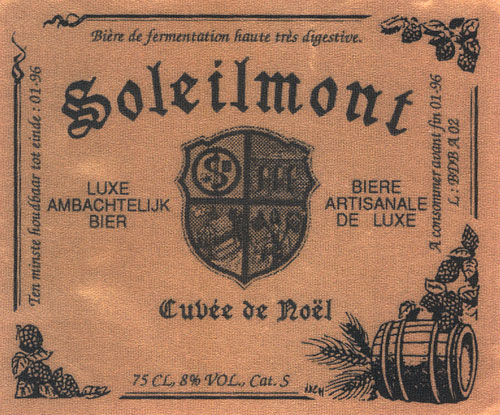 Bière de fermentation haute très digestive.
Soleilmont
LUXE
AMBACHTELIJK
BIER
BIERE
ARTISANALE
DE LUXE
Ten minste houdbaar tot einde : 01-96
A consommer avant fin 01-96
L : BDB A 02
Cuvée de Noël
75 CL, 8% VOL., Cat. S